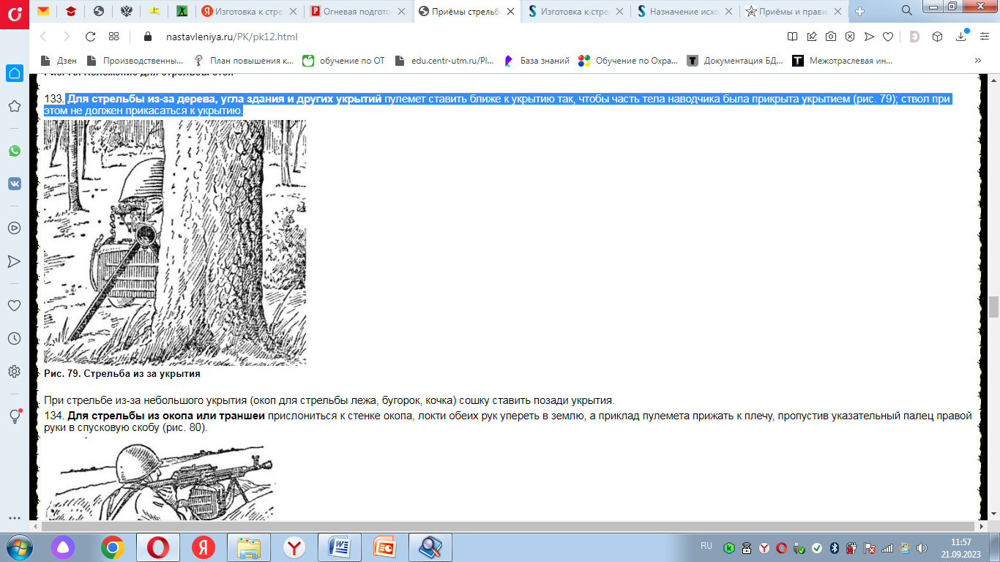 Изготовка к стре
Огневая подгото
Приёмы стрельб
Изготовка к стре
Назначение исхо
Приёмы и прави
nastavleniya.ru/PK/pk12.html
Дзен
Производственны...
План повышения к...
обучение по ОТ
edu.centr-utm.ru/Pl...
База знаний
Обучение по Охра...
Документация БД...
Межотраслевая ин...
»
133. Для стрельбы из-за дерева, угла здания и других укрытий пулемет ставить ближе к укрытию так, чтобы часть тела наводчика была прикрыта укрытием (рис. 79); ствол при
этом не должен прикасаться к укрытию.
Рис. 79. Стрельба из за укрытия
При стрельбе из-за небольшого укрытия (окоп для стрельбы лежа, бугорок, кочка) сошку ставить позади укрытия.
134. Для стрельбы из окопа или траншеи прислониться к стенке окопа, локти обеих рук упереть в землю, а приклад пулемета прижать к плечу, пропустив указательный палец правой
руки в спусковую скобу (рис. 80).
RU
11:57
21.09.2023